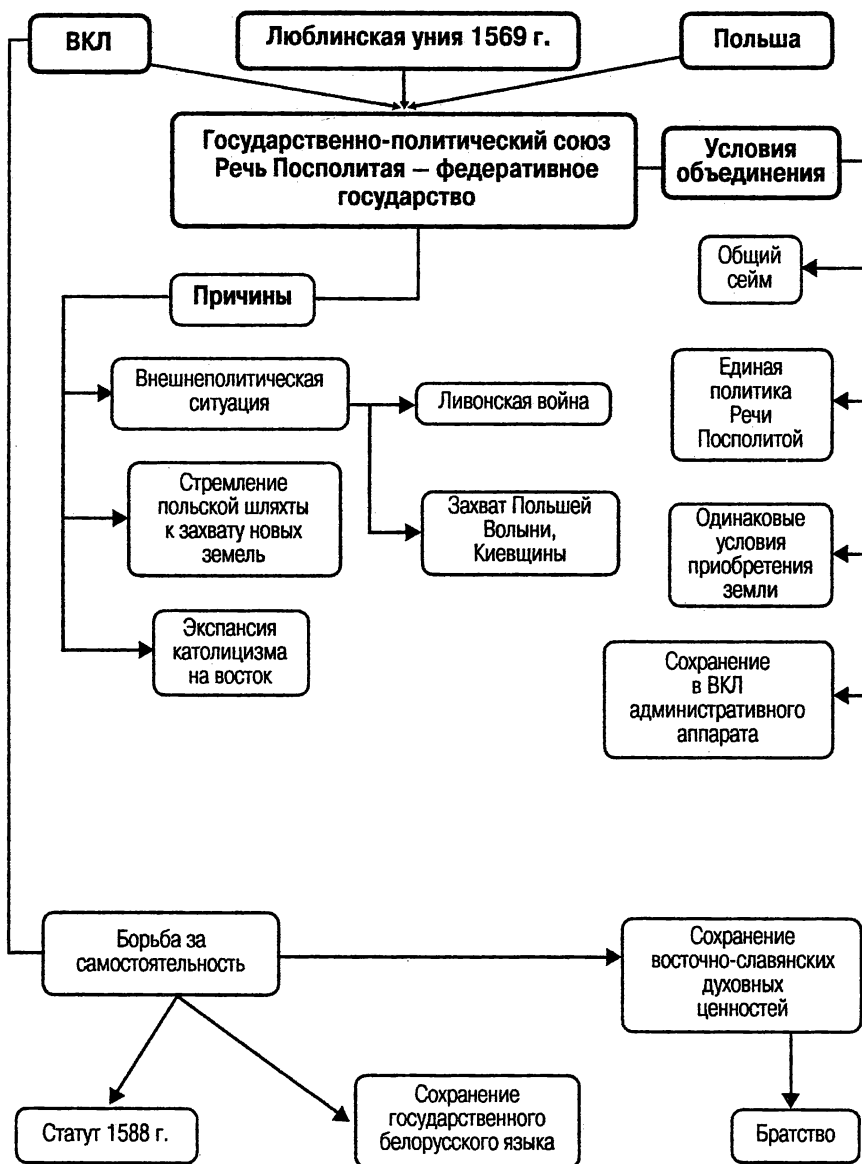 ВКЛ
Люблинская уния 1569 г.
Польша
Государственно-политический союз
Речь Посполитая – федеративное
государство
Условия
объединения
Общий
сейм
Причины
Внешнеполитическая
ситуация
Ливонская война
Единая
политика
Речи
Посполитой
Стремление
польской шляхты
к захвату новых
земель
Захват Польшей
Волыни,
Киевщины
Одинаковые
условия
приобретения
земли
Экспансия
католицизма
на восток
Сохранение
в ВКЛ
административного
аппарата
Борьба за
самостоятельность
Сохранение
восточно-славянских
духовных
ценностей
Статут 1588 г.
Сохранение
государственного
белорусского языка
Братство